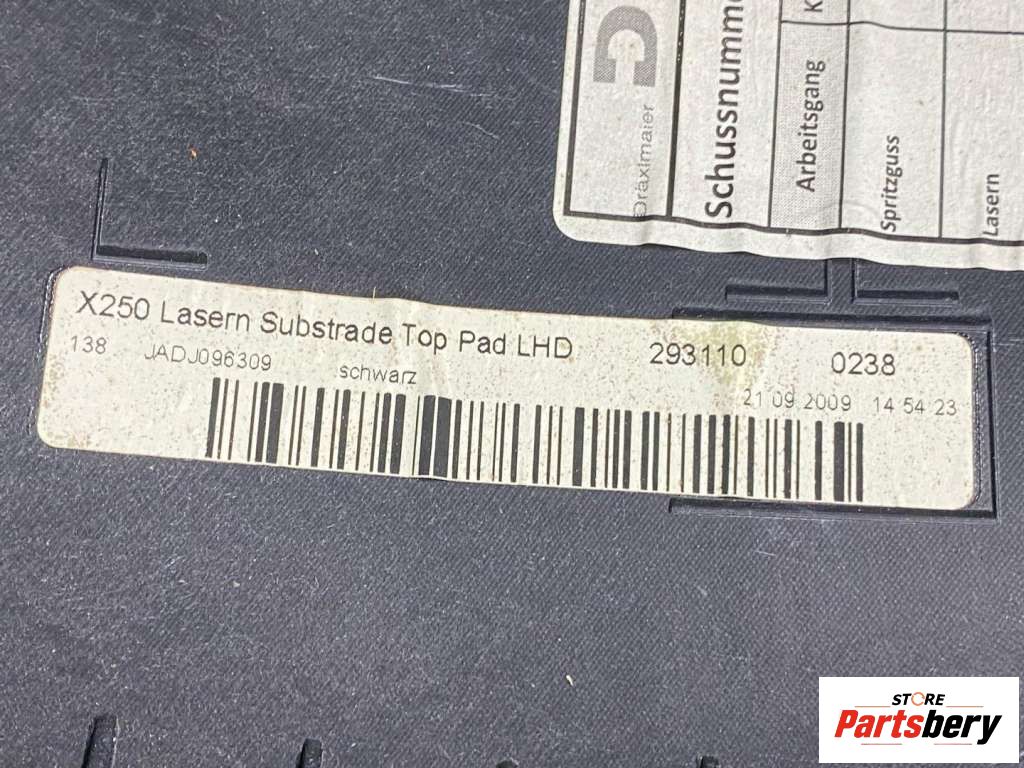 Dräxlmaier
Schussnumme
Arbeitsgang
K
Spritzguss
Lasern
X250 Lasern Substrade Top Pad LHD 293110 0238
138 JADJ096309 schwarz 21 09 2009 14 54 23
STORE
Partsbery